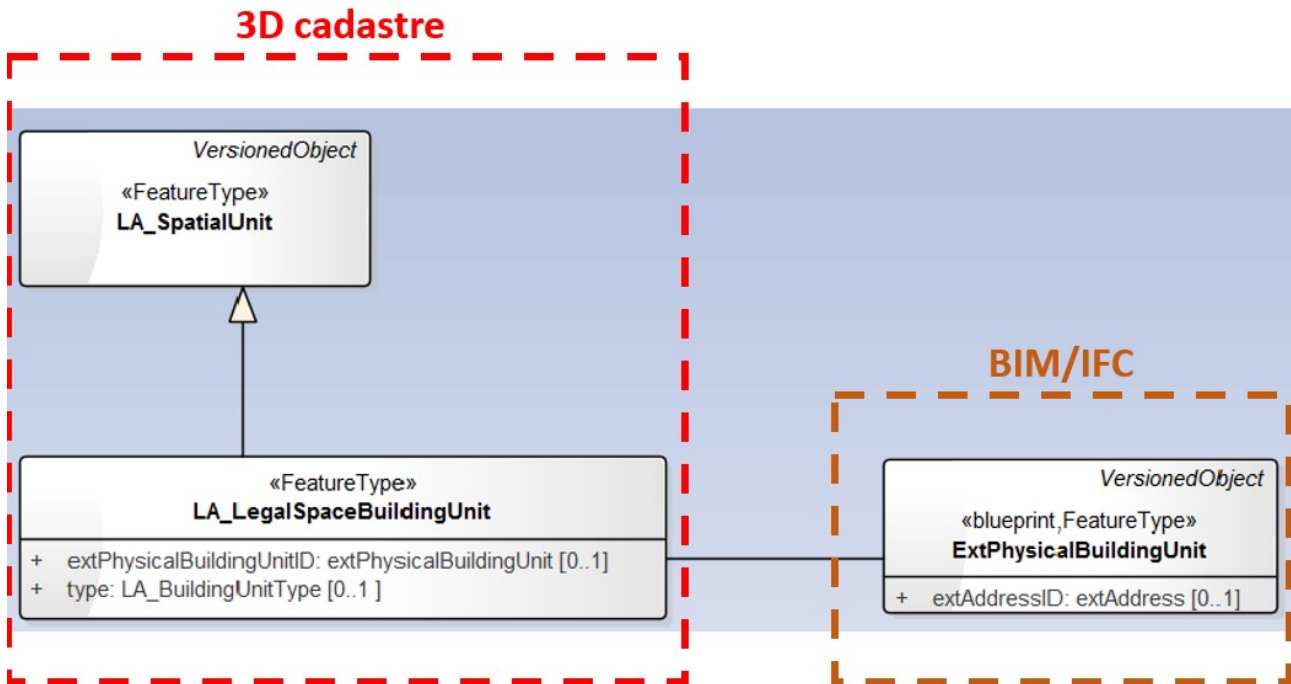 3D cadastre
VersionedObject
«FeatureType»
LA_SpatialUnit
«FeatureType»
LA_LegalSpaceBuildingUnit
+ extPhysicalBuildingUnitID: extPhysicalBuildingUnit [0..1]
+ type: LA_BuildingUnitType [0..1 ]
BIM/IFC
VersionedObject
«blueprint,FeatureType»
ExtPhysicalBuildingUnit
+ extAddressID: extAddress [0..1]